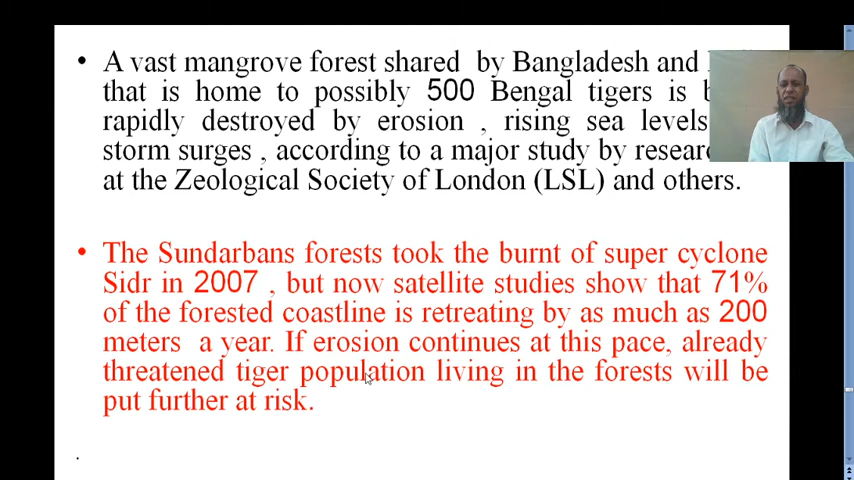 • A vast mangrove forest shared by Bangladesh and
that is home to possibly 500 Bengal tigers is
rapidly destroyed by erosion , rising sea levels
storm surges , according to a major study by
at the Zeological Society of London (LSL) and others.
• The Sundarbans forests took the burnt of super cyclone
Sidr in 2007 , but now satellite studies show that 71%
of the forested coastline is retreating by as much as 200
meters a year. If erosion continues at this pace, already
threatened tiger population living in the forests will be
put further at risk.
.